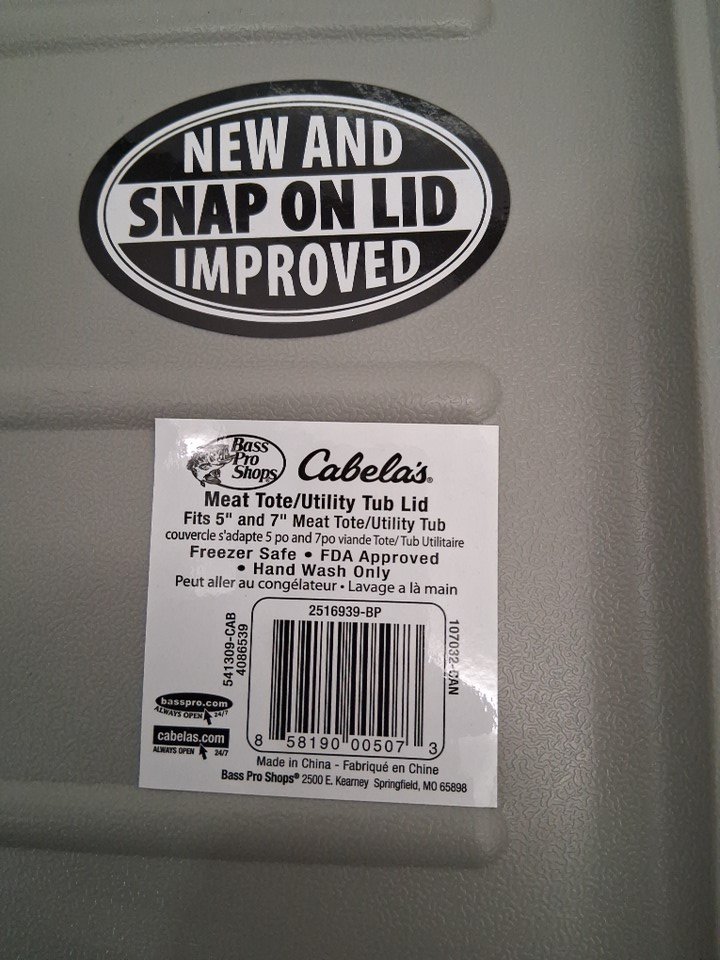 NEW AND
SNAP ON LID
IMPROVED
Bass
Pro
Shops
Cabela's®
Meat Tote/Utility Tub Lid
Fits 5" and 7" Meat Tote/Utility Tub
couvercle s'adapte 5 po and 7po viande Tote/ Tub Utilitaire
Freezer Safe • FDA Approved
• Hand Wash Only
Peut aller au congélateur • Lavage a là main
541309-CAB
4086539
2516939-BP
107032-CAN
8 58190 00507 3
basspro.com
ALWAYS OPEN 24/7
cabelas.com
ALWAYS OPEN 24/7
Made in China - Fabriqué en Chine
Bass Pro Shops® 2500 E. Kearney Springfield, MO 65898